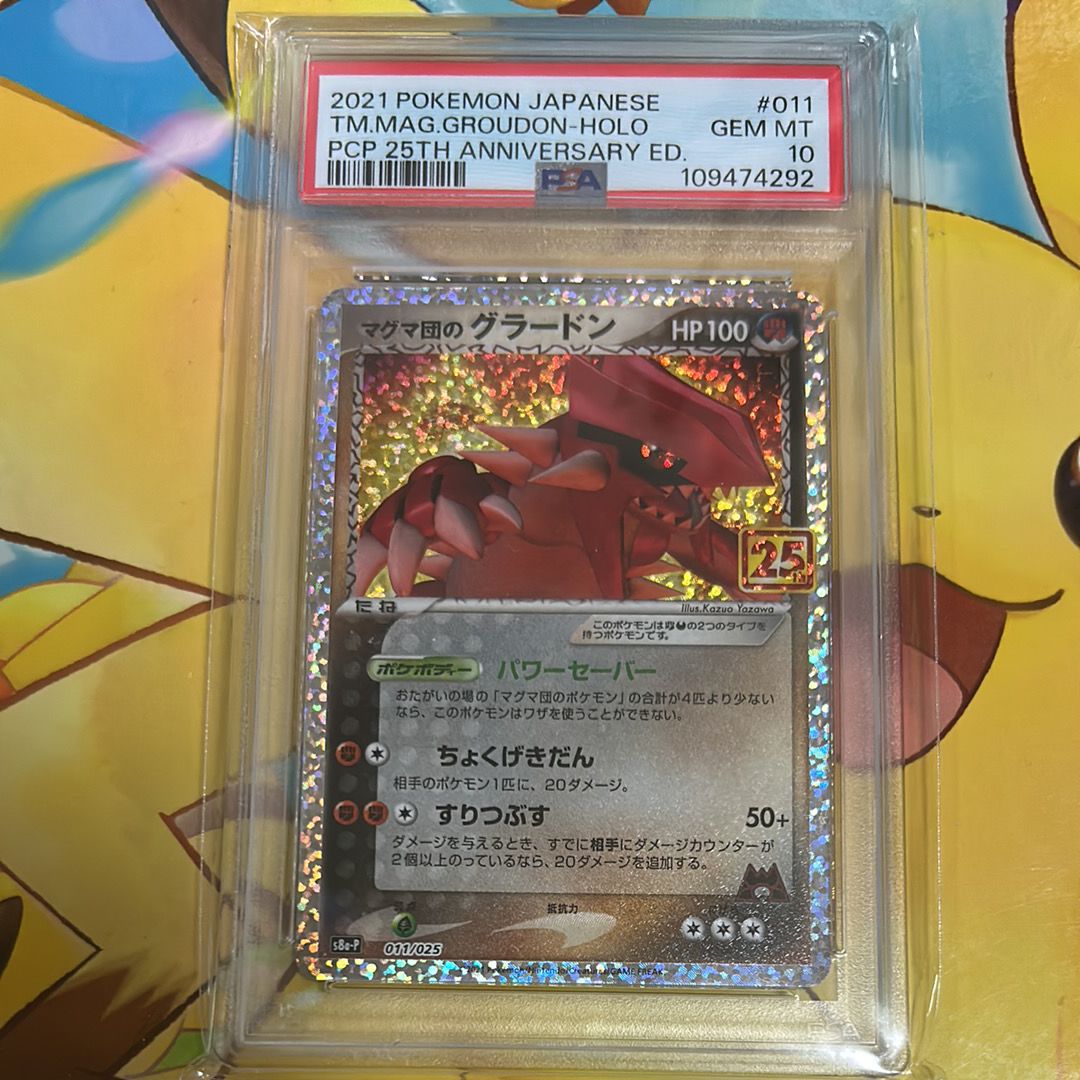 2021 POKEMON JAPANESE #011
TM.MAG.GROUDON-HOLO GEM MT
PCP 25TH ANNIVERSARY ED. 10
PSA 109474292
マグマ団の グラードン HP100
25th
たね Illus.Kazuo Yazawa
このポケモンは の2つのタイプを
持つポケモンです。
ポケボディー パワーセーバー
おたがいの場の「マグマ団のポケモン」の合計が4匹より少ない
なら、このポケモンはワザを使うことができない。
ちょくげきだん
相手のポケモン1匹に、20ダメージ。
すりつぶす 50+
ダメージを与えるとき、すでに相手にダメージカウンターが
2個以上のっているなら、20ダメージを追加する。
抵抗力
s8a-P 011/025
2021 Pokémon/Nintendo/Creatures/GAME FREAK